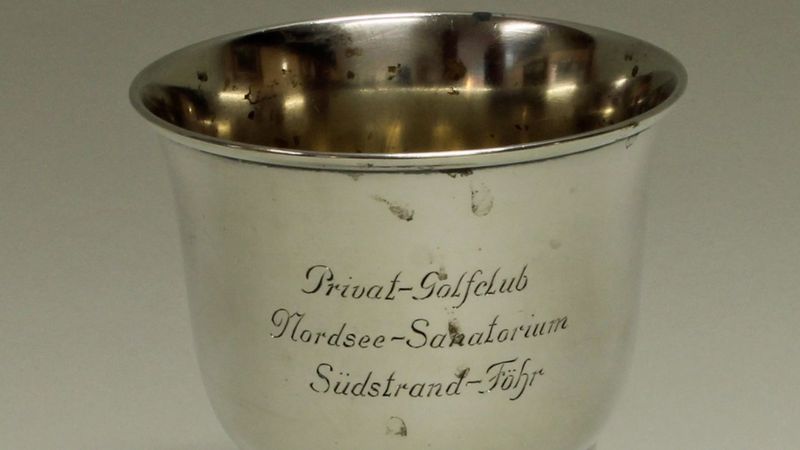 Privat-Golfclub
Nordsee-Sanatorium
Südstrand-Föhr